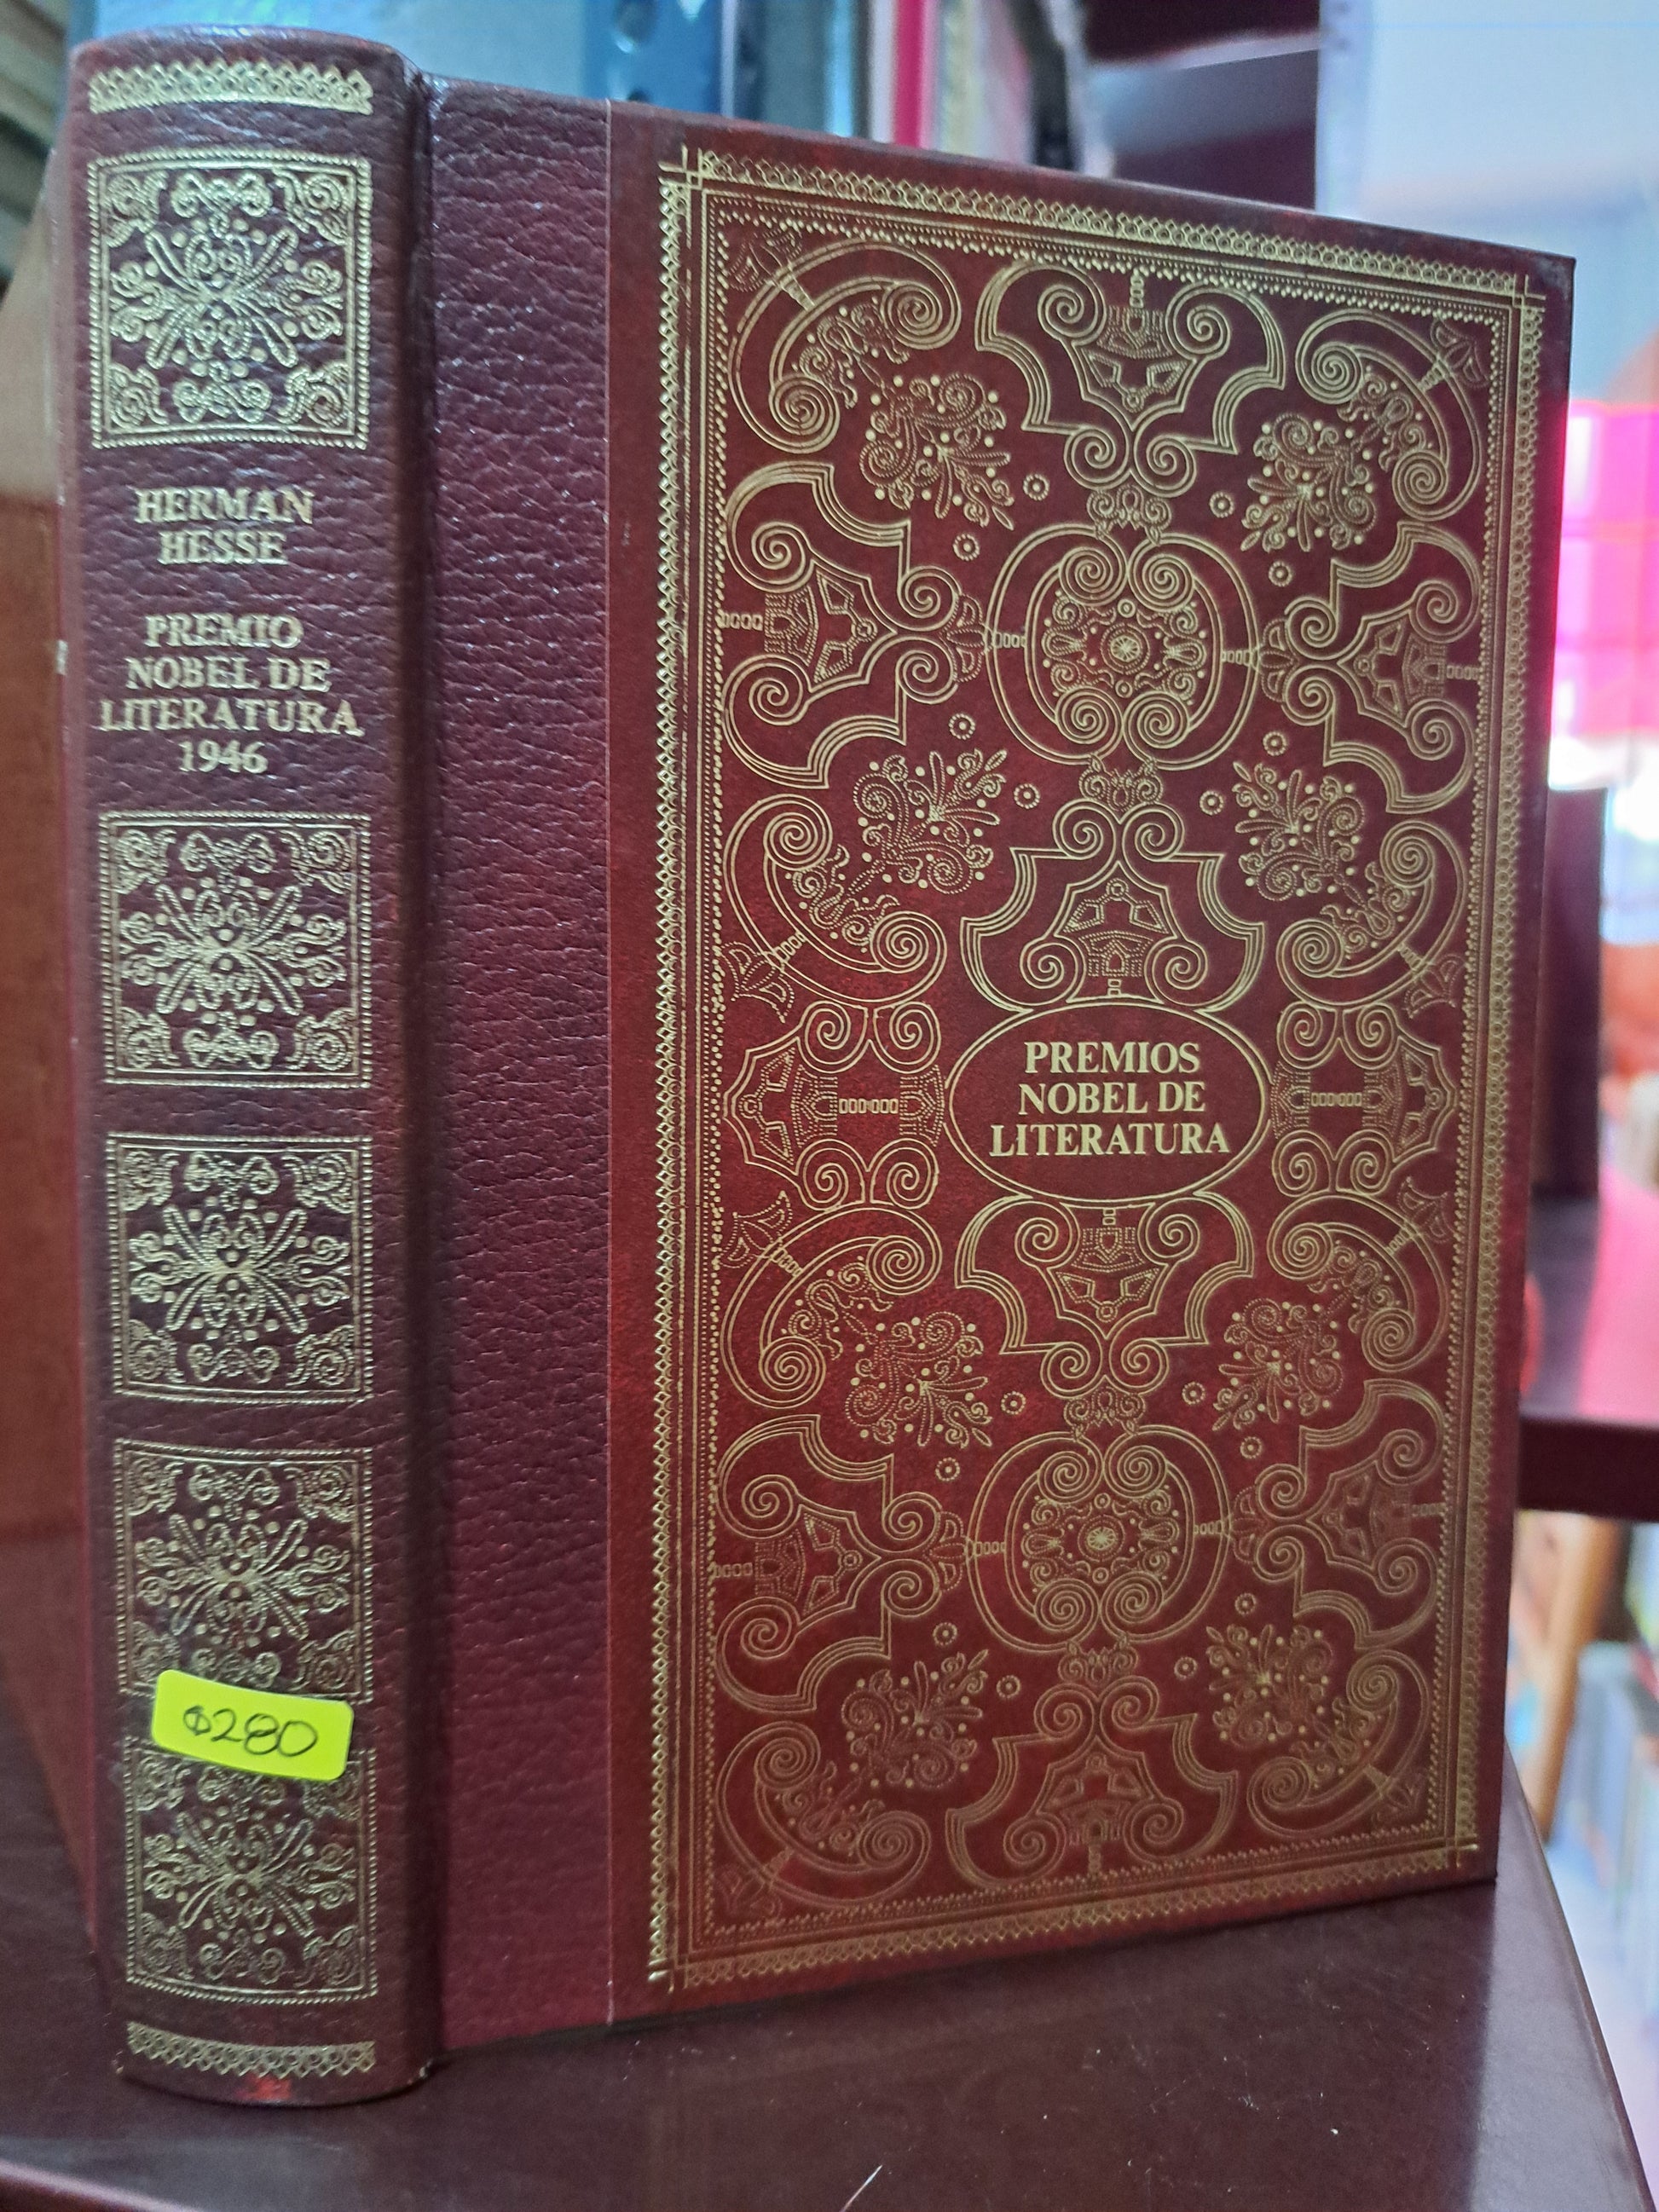 HERMAN
HESSE
PREMIO
NOBEL DE
LITERATURA
1946
$280
PREMIOS
NOBEL DE
LITERATURA